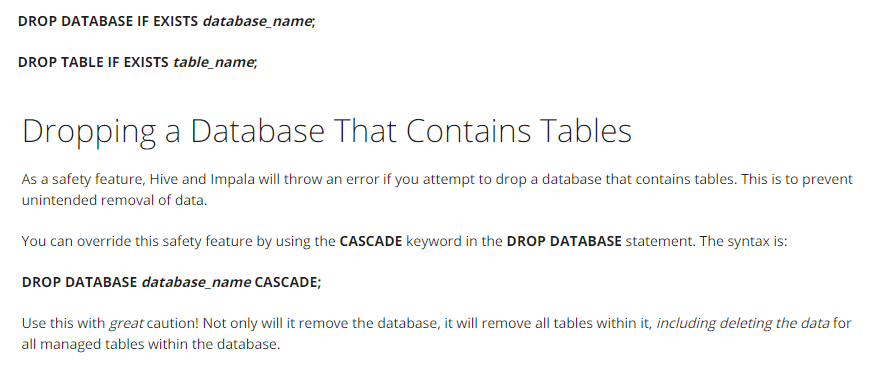 DROP DATABASE IF EXISTS database_name;
DROP TABLE IF EXISTS table_name;
Dropping a Database That Contains Tables
As a safety feature, Hive and Impala will throw an error if you attempt to drop a database that contains tables. This is to prevent
unintended removal of data.
You can override this safety feature by using the CASCADE keyword in the DROP DATABASE statement. The syntax is:
DROP DATABASE database_name CASCADE;
Use this with great caution! Not only will it remove the database, it will remove all tables within it, including deleting the data for
all managed tables within the database.